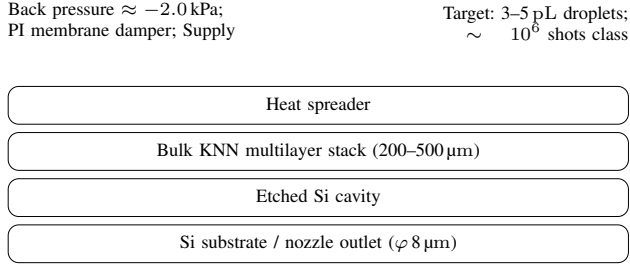 Back pressure ≈ −2.0 kPa;
PI membrane damper; Supply
Target: 3–5 pL droplets;
∼ 10⁶ shots class
Heat spreader
Bulk KNN multilayer stack (200–500 μm)
Etched Si cavity
Si substrate / nozzle outlet (φ 8 μm)